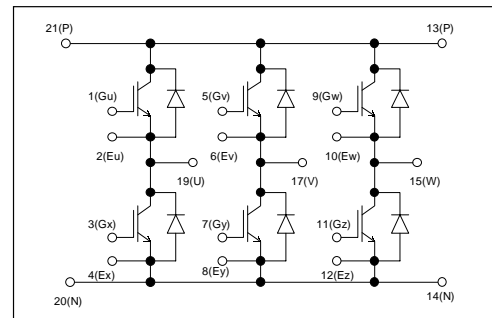 21(P) 13(P)
1(Gu) 5(Gv) 9(Gw)
2(Eu) 6(Ev) 10(Ew)
19(U) 17(V) 15(W)
3(Gx) 7(Gy) 11(Gz)
4(Ex) 8(Ey) 12(Ez)
20(N) 14(N)